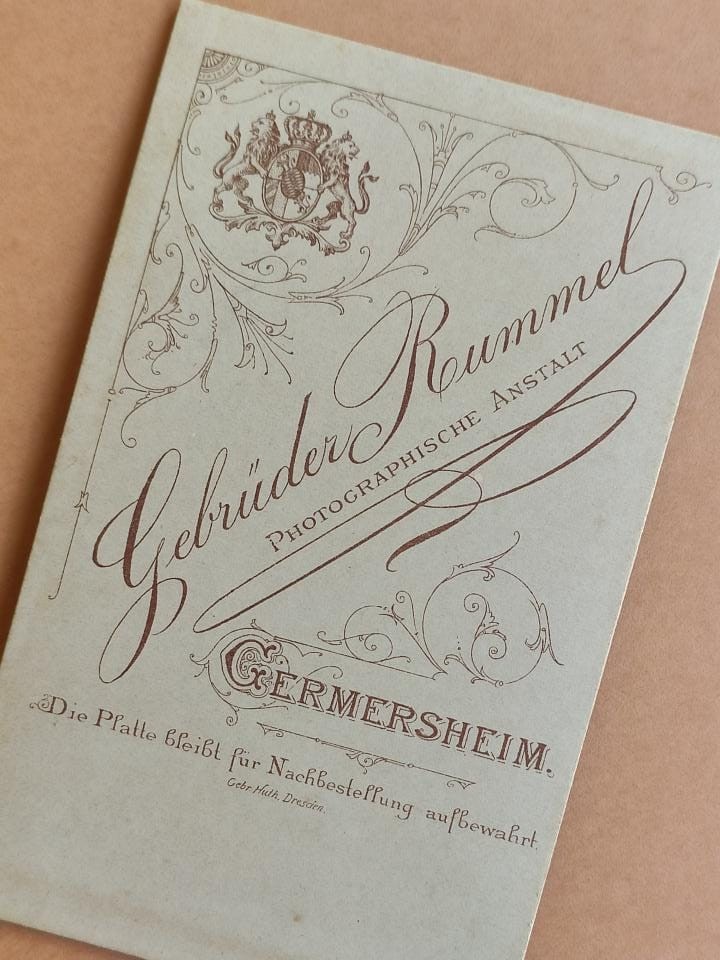 Gebrüder Rummel
PHOTOGRAPHISCHE ANSTALT
GERMERSHEIM.
Die Platte bleibt für Nachbestellung aufbewahrt.
Gebr. Huth, Dresden.